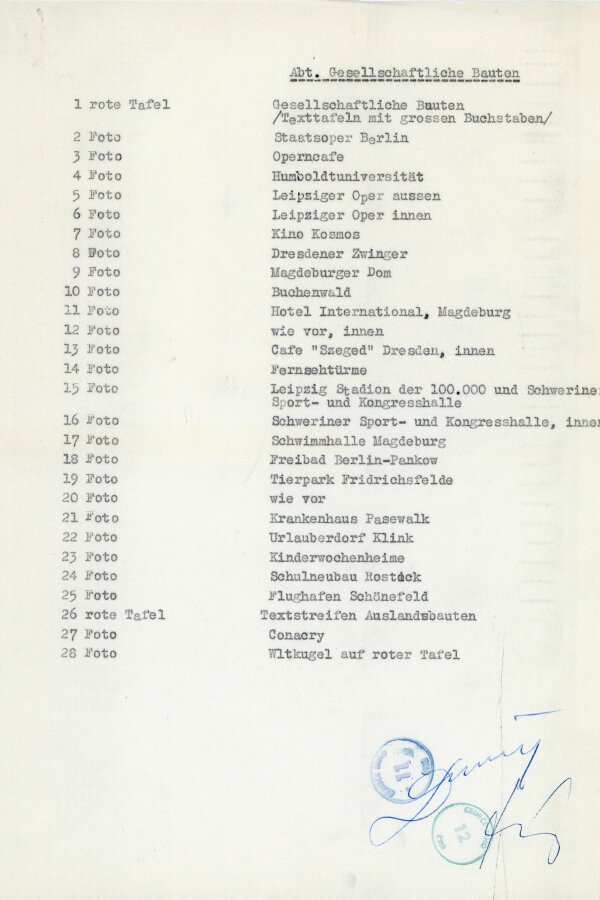 Abt. Gesellschaftliche Bauten
1 rote Tafel Gesellschaftliche Bauten
/Texttafeln mit grossen Buchstaben/
2 Foto Staatsoper Berlin
3 Foto Operncafe
4 Foto Humboldtuniversität
5 Foto Leipziger Oper aussen
6 Foto Leipziger Oper innen
7 Foto Kino Kosmos
8 Foto Dresdener Zwinger
9 Foto Magdeburger Dom
10 Foto Buchenwald
11 Foto Hotel International, Magdeburg
12 Foto wie vor, innen
13 Foto Cafe "Szeged" Dresden, innen
14 Foto Fernsehtürme
15 Foto Leipzig Stadion der 100.000 und Schweriner
Sport- und Kongresshalle
16 Foto Schweriner Sport- und Kongresshalle, innen
17 Foto Schwimmhalle Magdeburg
18 Foto Freibad Berlin-Pankow
19 Foto Tierpark Fridrichsfelde
20 Foto wie vor
21 Foto Krankenhaus Pasewalk
22 Foto Urlauberdorf Klink
23 Foto Kinderwochenheime
24 Foto Schulneubau Rostock
25 Foto Flughafen Schönefeld
26 rote Tafel Textstreifen Auslandsbauten
27 Foto Conacry
28 Foto Wltkugel auf roter Tafel
11
12